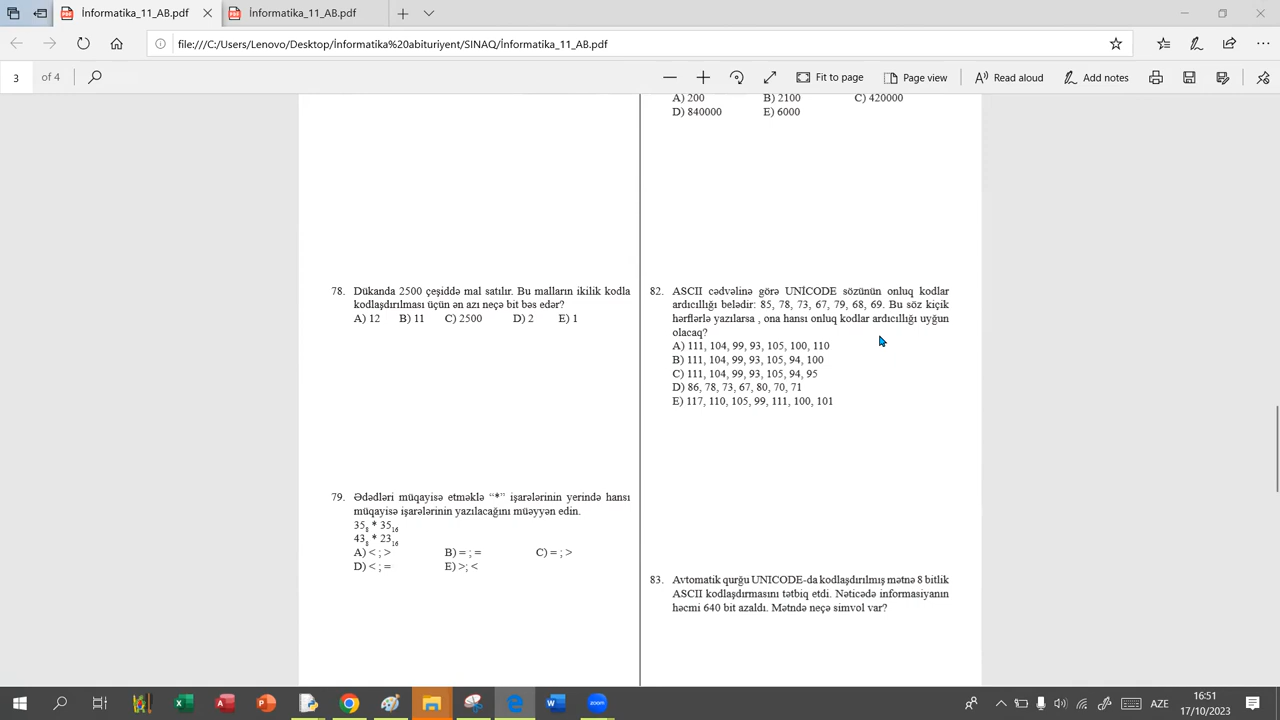 İnformatika_11_AB.pdf
İnformatika_11_AB.pdf
file:///C:/Users/Lenovo/Desktop/İnformatika%20abituriyent/SINAQ/İnformatika_11_AB.pdf
3 of 4
Fit to page
Page view
Read aloud
Add notes
78. Dükanda 2500 çeşiddə mal satılır. Bu malların ikilik kodla
kodlaşdırılması üçün ən azı neçə bit bəs edər?
A) 12 B) 11 C) 2500 D) 2 E) 1
79. Ədədləri müqayisə etməklə “*” işarələrinin yerində hansı
müqayisə işarələrinin yazılacağını müəyyən edin.
35₈ * 35₁₆
43₈ * 23₁₆
A) < ; > B) = ; = C) = ; >
D) < ; = E) >; <
A) 200 B) 2100 C) 420000
D) 840000 E) 6000
82. ASCII cədvəlinə görə UNICODE sözünün onluq kodlar
ardıcıllığı belədir: 85, 78, 73, 67, 79, 68, 69. Bu söz kiçik
hərflərlə yazılarsa , ona hansı onluq kodlar ardıcıllığı uyğun
olacaq?
A) 111, 104, 99, 93, 105, 100, 110
B) 111, 104, 99, 93, 105, 94, 100
C) 111, 104, 99, 93, 105, 94, 95
D) 86, 78, 73, 67, 80, 70, 71
E) 117, 110, 105, 99, 111, 100, 101
83. Avtomatik qurğu UNICODE-da kodlaşdırılmış mətnə 8 bitlik
ASCII kodlaşdırmasını tətbiq etdi. Nəticədə informasiyanın
həcmi 640 bit azaldı. Mətndə neçə simvol var?
AZE
16:51
17/10/2023